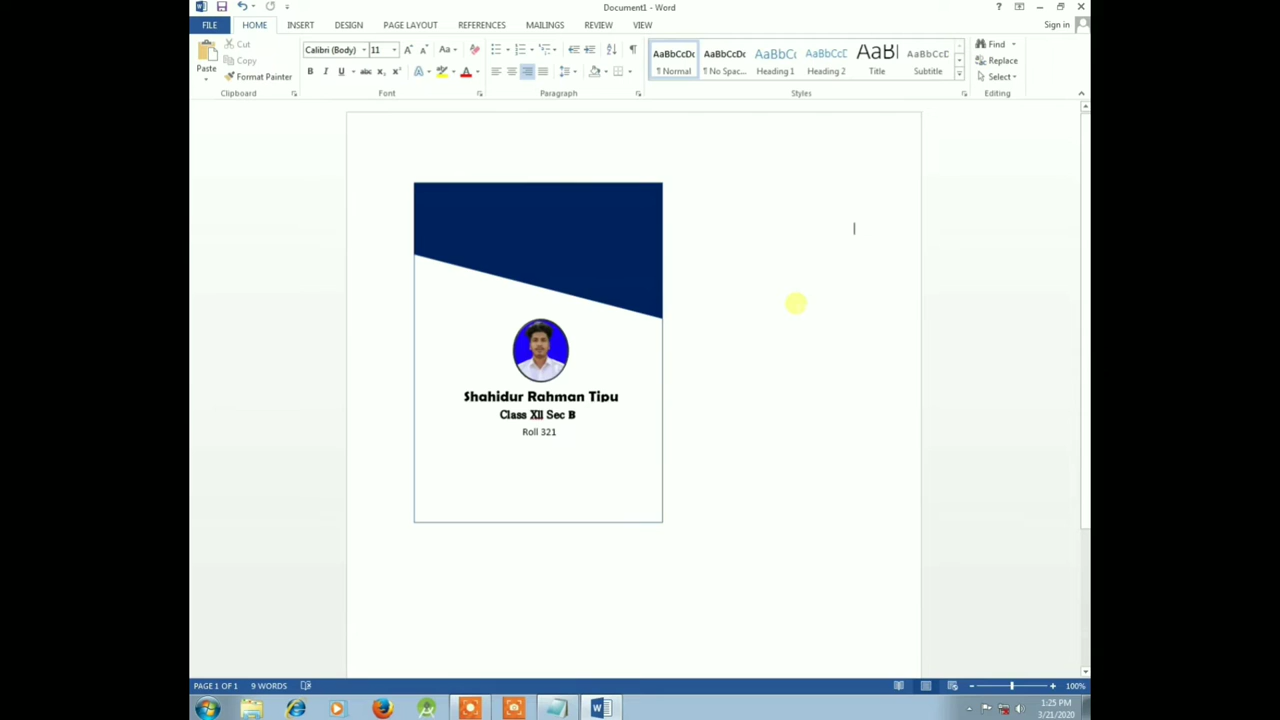 Document1 - Word
Sign in
FILE HOME INSERT DESIGN PAGE LAYOUT REFERENCES MAILINGS REVIEW VIEW
Paste
Cut
Copy
Format Painter
Clipboard
Calibri (Body) 11
Font
Paragraph
AaBbCcDc AaBbCcDc AaBbCc AaBbCcD AaBl AaBbCcD
¶ Normal ¶ No Spac... Heading 1 Heading 2 Title Subtitle
Styles
Find
Replace
Select
Editing
Shahidur Rahman Tipu
Class XII Sec B
Roll 321
PAGE 1 OF 1 9 WORDS
100%
1:25 PM
3/21/2020